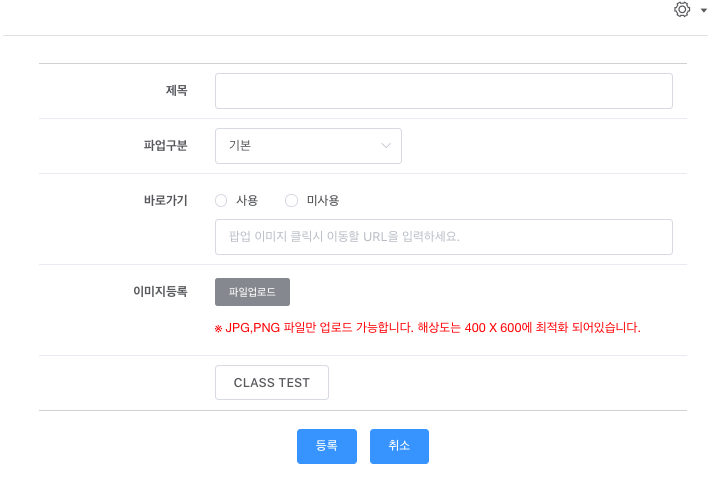 제목
파업구분
기본
바로가기
사용
미사용
팝업 이미지 클릭시 이동할 URL을 입력하세요.
이미지등록
파일업로드
※ JPG,PNG 파일만 업로드 가능합니다. 해상도는 400 X 600에 최적화 되어있습니다.
CLASS TEST
등록
취소